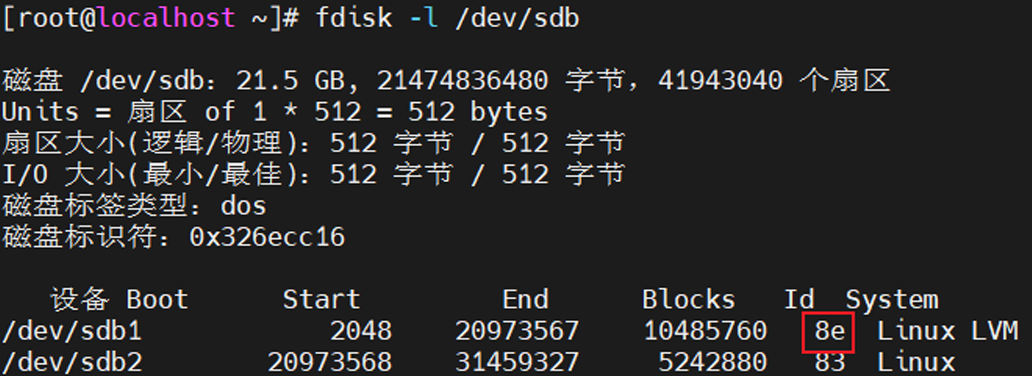 [root@localhost ~]# fdisk -l /dev/sdb
磁盘 /dev/sdb：21.5 GB, 21474836480 字节，41943040 个扇区
Units = 扇区 of 1 * 512 = 512 bytes
扇区大小(逻辑/物理)：512 字节 / 512 字节
I/O 大小(最小/最佳)：512 字节 / 512 字节
磁盘标签类型：dos
磁盘标识符：0x326ecc16
设备 Boot Start End Blocks Id System
/dev/sdb1 2048 20973567 10485760 8e Linux LVM
/dev/sdb2 20973568 31459327 5242880 83 Linux